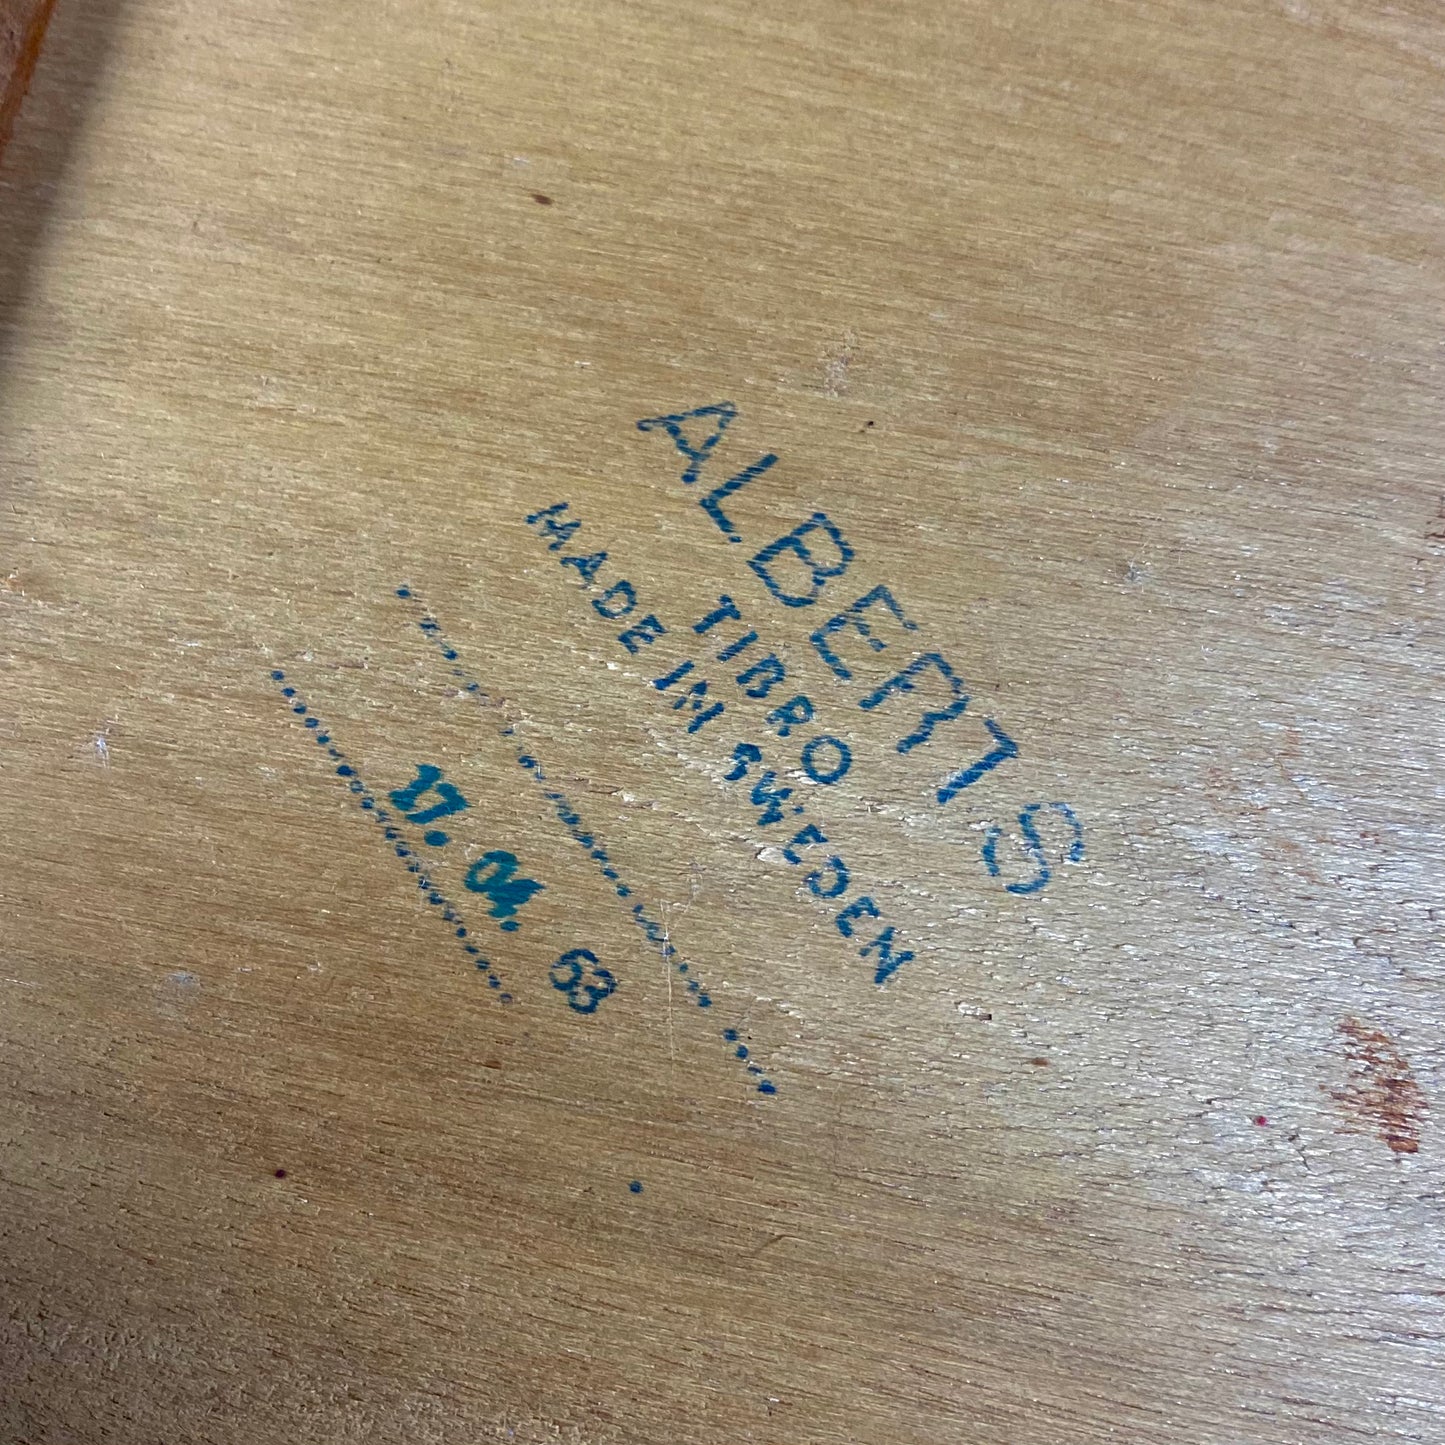 ALBERTS
TIBRO
MADE IN SWEDEN
17. 04. 63